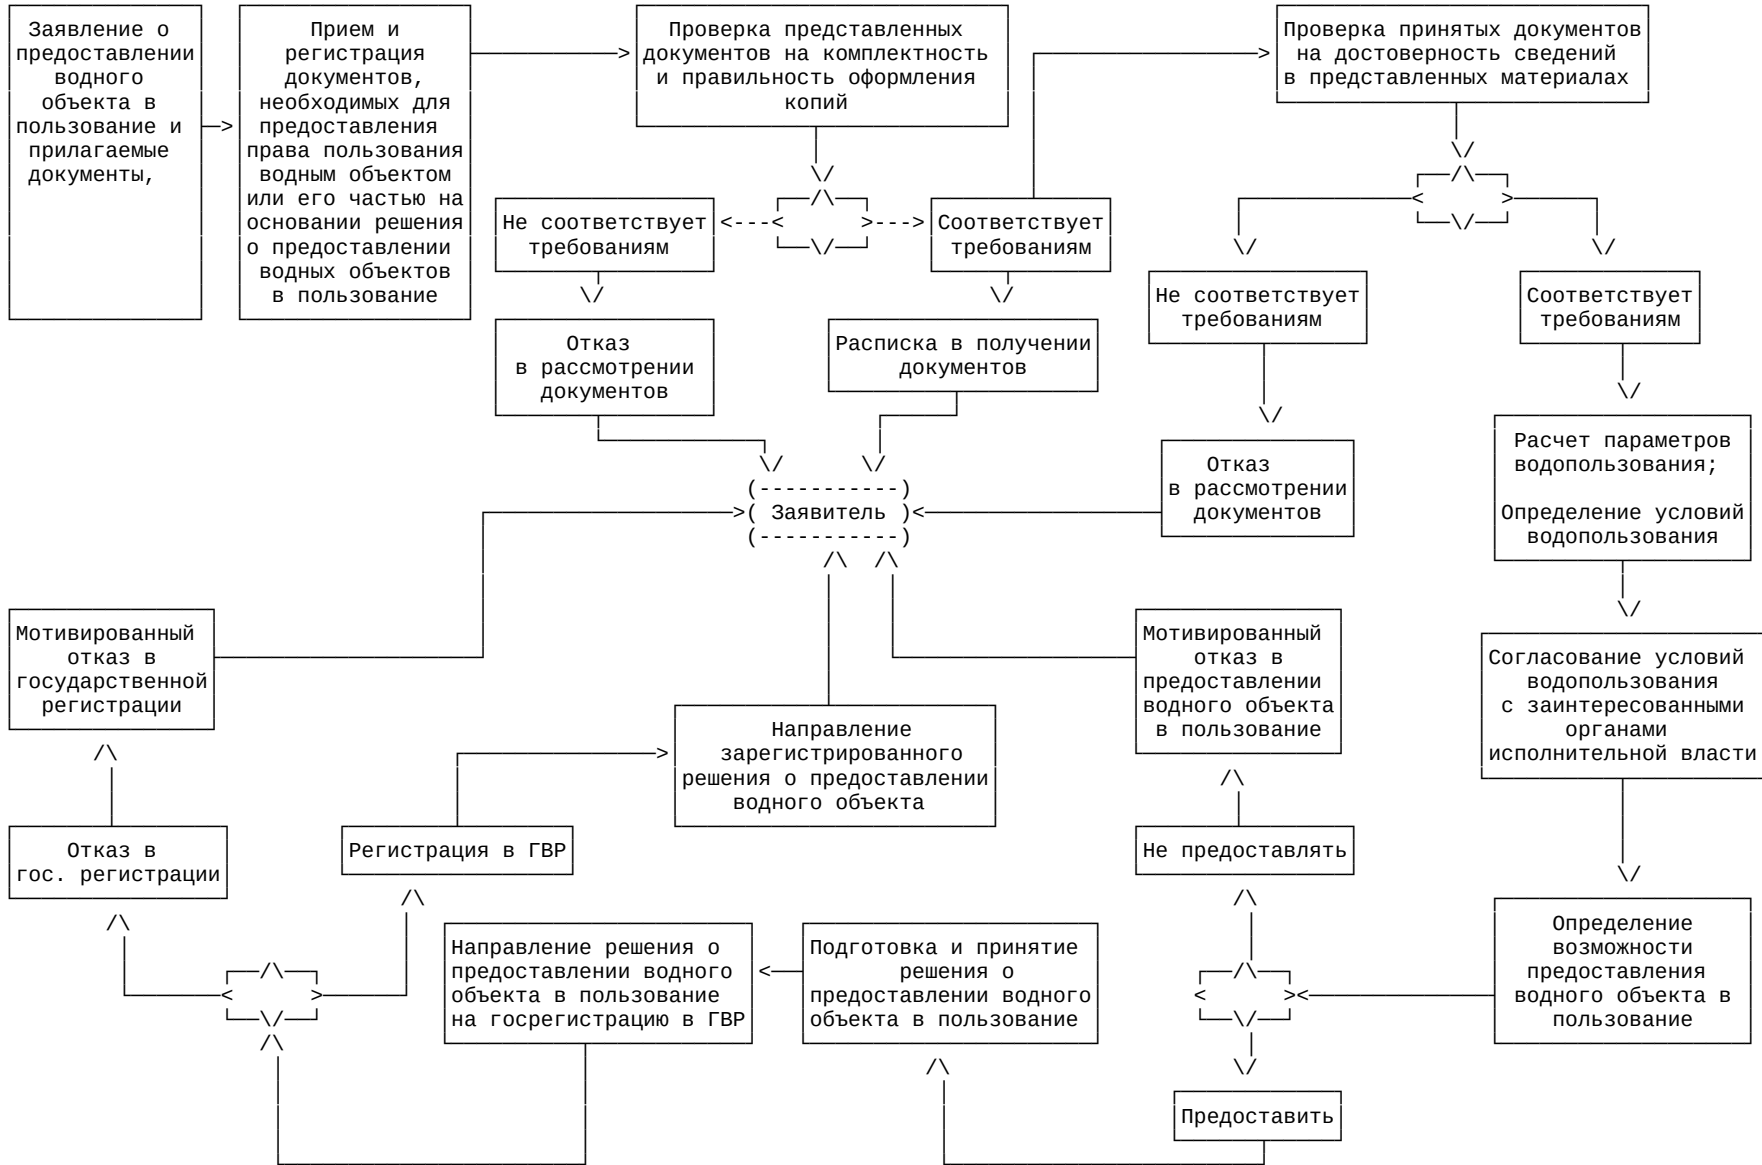 Заявление о
предоставлении
водного
объекта в
пользование и
прилагаемые
документы,
Прием и
регистрация
документов,
необходимых для
предоставления
права пользования
водным объектом
или его частью на
основании решения
о предоставлении
водных объектов
в пользование
Проверка представленных
документов на комплектность
и правильность оформления
копий
Проверка принятых документов
на достоверность сведений
в представленных материалах
Не соответствует
требованиям
Соответствует
требованиям
Не соответствует
требованиям
Соответствует
требованиям
Отказ
в рассмотрении
документов
Расписка в получении
документов
Отказ
в рассмотрении
документов
Расчет параметров
водопользования;
Определение условий
водопользования
Заявитель
Мотивированный
отказ в
государственной
регистрации
Мотивированный
отказ в
предоставлении
водного объекта
в пользование
Согласование условий
водопользования
с заинтересованными
органами
исполнительной власти
Направление
зарегистрированного
решения о предоставлении
водного объекта
Отказ в
гос. регистрации
Регистрация в ГВР
Не предоставлять
Направление решения о
предоставлении водного
объекта в пользование
на госрегистрацию в ГВР
Подготовка и принятие
решения о
предоставлении водного
объекта в пользование
Определение
возможности
предоставления
водного объекта в
пользование
Предоставить